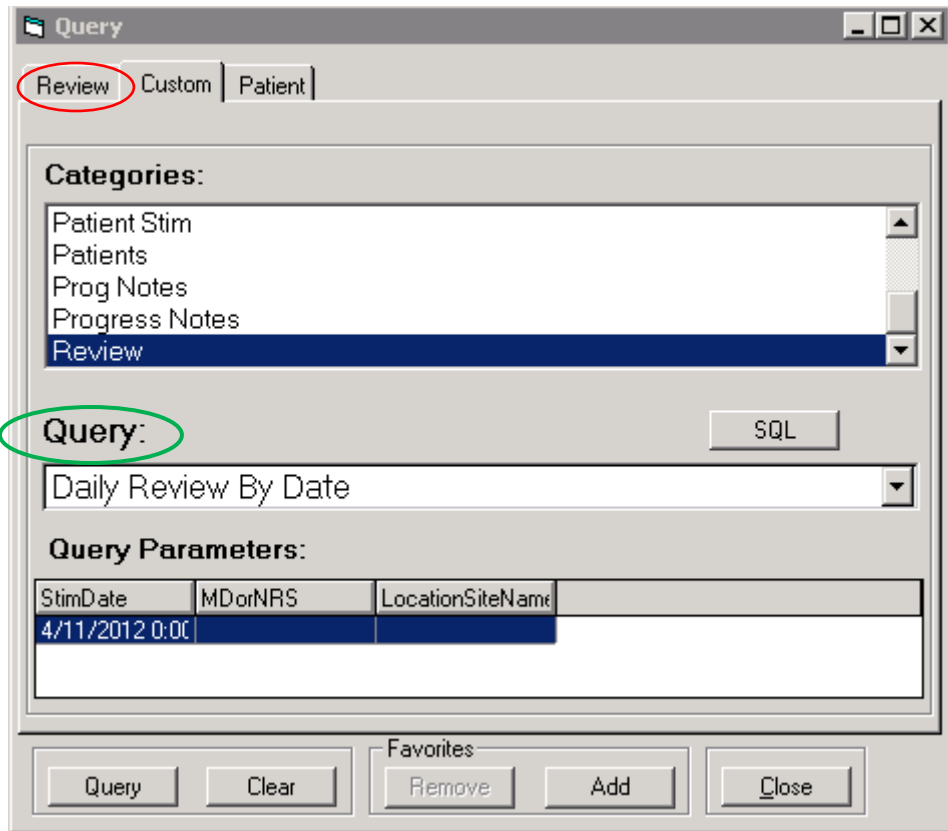 Query
Review Custom Patient
Categories:
Patient Stim
Patients
Prog Notes
Progress Notes
Review
Query: SQL
Daily Review By Date
Query Parameters:
StimDate MDorNRS LocationSiteName
4/11/2012 0:00
Favorites
Query Clear Remove Add Close